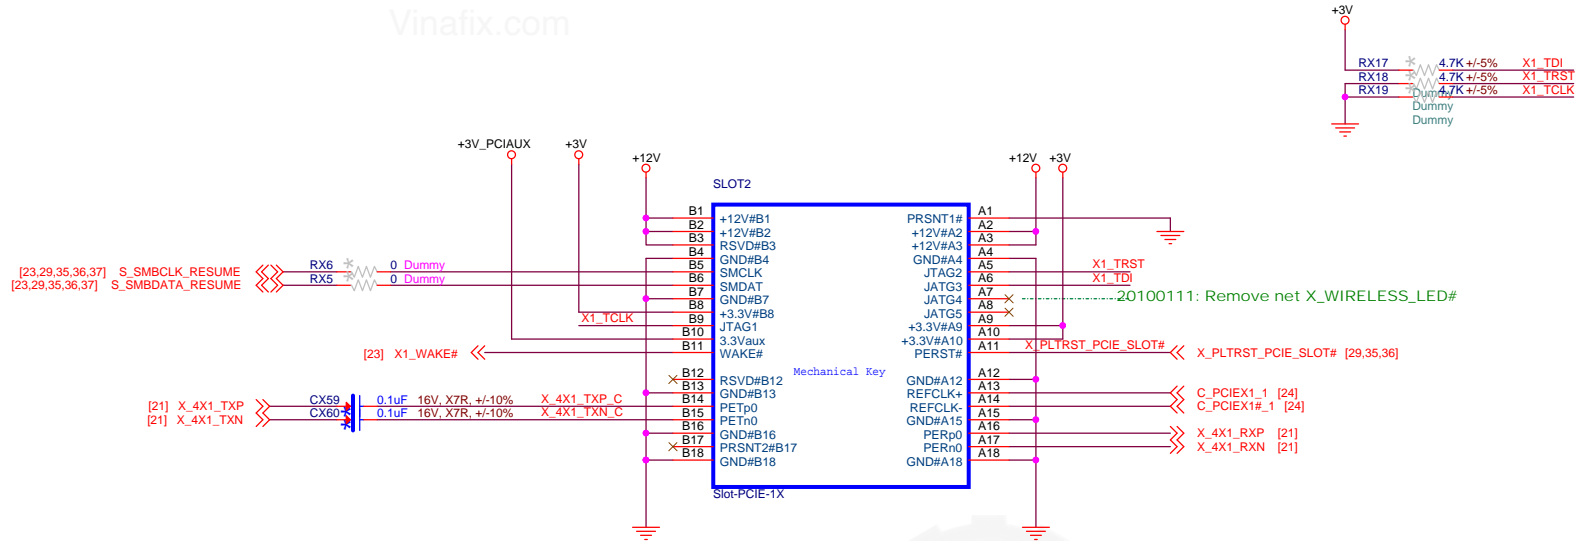 Vinafix.com
+3V
RX17 4.7K +/-5% X1_TDI
RX18 4.7K +/-5% X1_TRST
RX19 4.7K +/-5% X1_TCLK
Dummy
Dummy
Dummy
+3V_PCIAUX +3V +12V +12V +3V
SLOT2
B1 +12V#B1 PRSNT1# A1
B2 +12V#B2 +12V#A2 A2
B3 RSVD#B3 +12V#A3 A3
B4 GND#B4 GND#A4 A4
[23,29,35,36,37] S_SMBCLK_RESUME RX6 0 Dummy B5 SMCLK JTAG2 A5 X1_TRST
[23,29,35,36,37] S_SMBDATA_RESUME RX5 0 Dummy B6 SMDAT JATG3 A6 X1_TDI
B7 GND#B7 JATG4 A7 20100111: Remove net X_WIRELESS_LED#
B8 +3.3V#B8 JATG5 A8
X1_TCLK B9 JTAG1 +3.3V#A9 A9
B10 3.3Vaux +3.3V#A10 A10
[23] X1_WAKE# B11 WAKE# PERST# A11 X_PLTRST_PCIE_SLOT# X_PLTRST_PCIE_SLOT# [29,35,36]
Mechanical Key
B12 RSVD#B12 GND#A12 A12
B13 GND#B13 REFCLK+ A13 C_PCIEX1_1 [24]
[21] X_4X1_TXP CX59 0.1uF 16V, X7R, +/-10% X_4X1_TXP_C B14 PETp0 REFCLK- A14 C_PCIEX1#_1 [24]
[21] X_4X1_TXN CX60 0.1uF 16V, X7R, +/-10% X_4X1_TXN_C B15 PETn0 GND#A15 A15
B16 GND#B16 PERp0 A16 X_4X1_RXP [21]
B17 PRSNT2#B17 PERn0 A17 X_4X1_RXN [21]
B18 GND#B18 GND#A18 A18
Slot-PCIE-1X